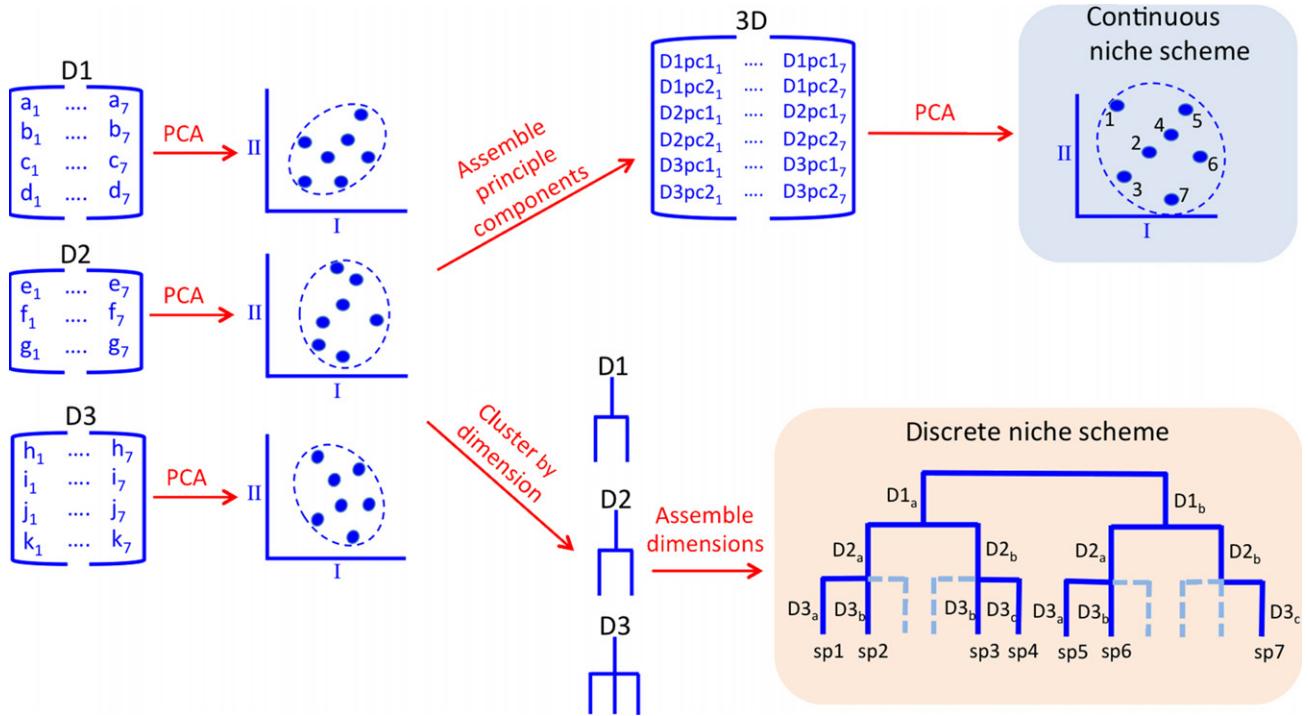 D1
a₁ .... a₇
b₁ .... b₇
c₁ .... c₇
d₁ .... d₇
PCA
II
I
D2
e₁ .... e₇
f₁ .... f₇
g₁ .... g₇
PCA
II
I
D3
h₁ .... h₇
i₁ .... i₇
j₁ .... j₇
k₁ .... k₇
PCA
II
I
Assemble
principle
components
3D
D1pc1₁ .... D1pc1₇
D1pc2₁ .... D1pc2₇
D2pc1₁ .... D2pc1₇
D2pc2₁ .... D2pc2₇
D3pc1₁ .... D3pc1₇
D3pc2₁ .... D3pc2₇
PCA
Continuous
niche scheme
II
1
5
4
2
6
3
7
I
Cluster by
dimension
D1
D2
D3
Assemble
dimensions
Discrete niche scheme
D1ₐ D1b
D2ₐ D2b D2ₐ D2b
D3ₐ D3b D3b D3c D3ₐ D3b D3c
sp1 sp2 sp3 sp4 sp5 sp6 sp7